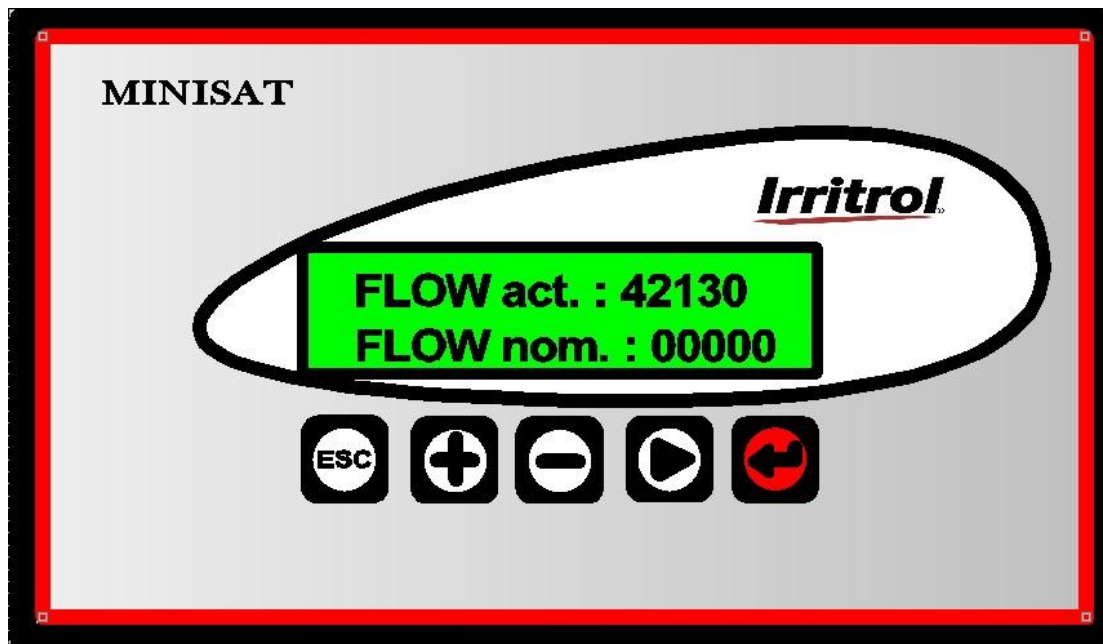 MINISAT
Irritrol
FLOW act. : 42130
FLOW nom. : 00000
ESC